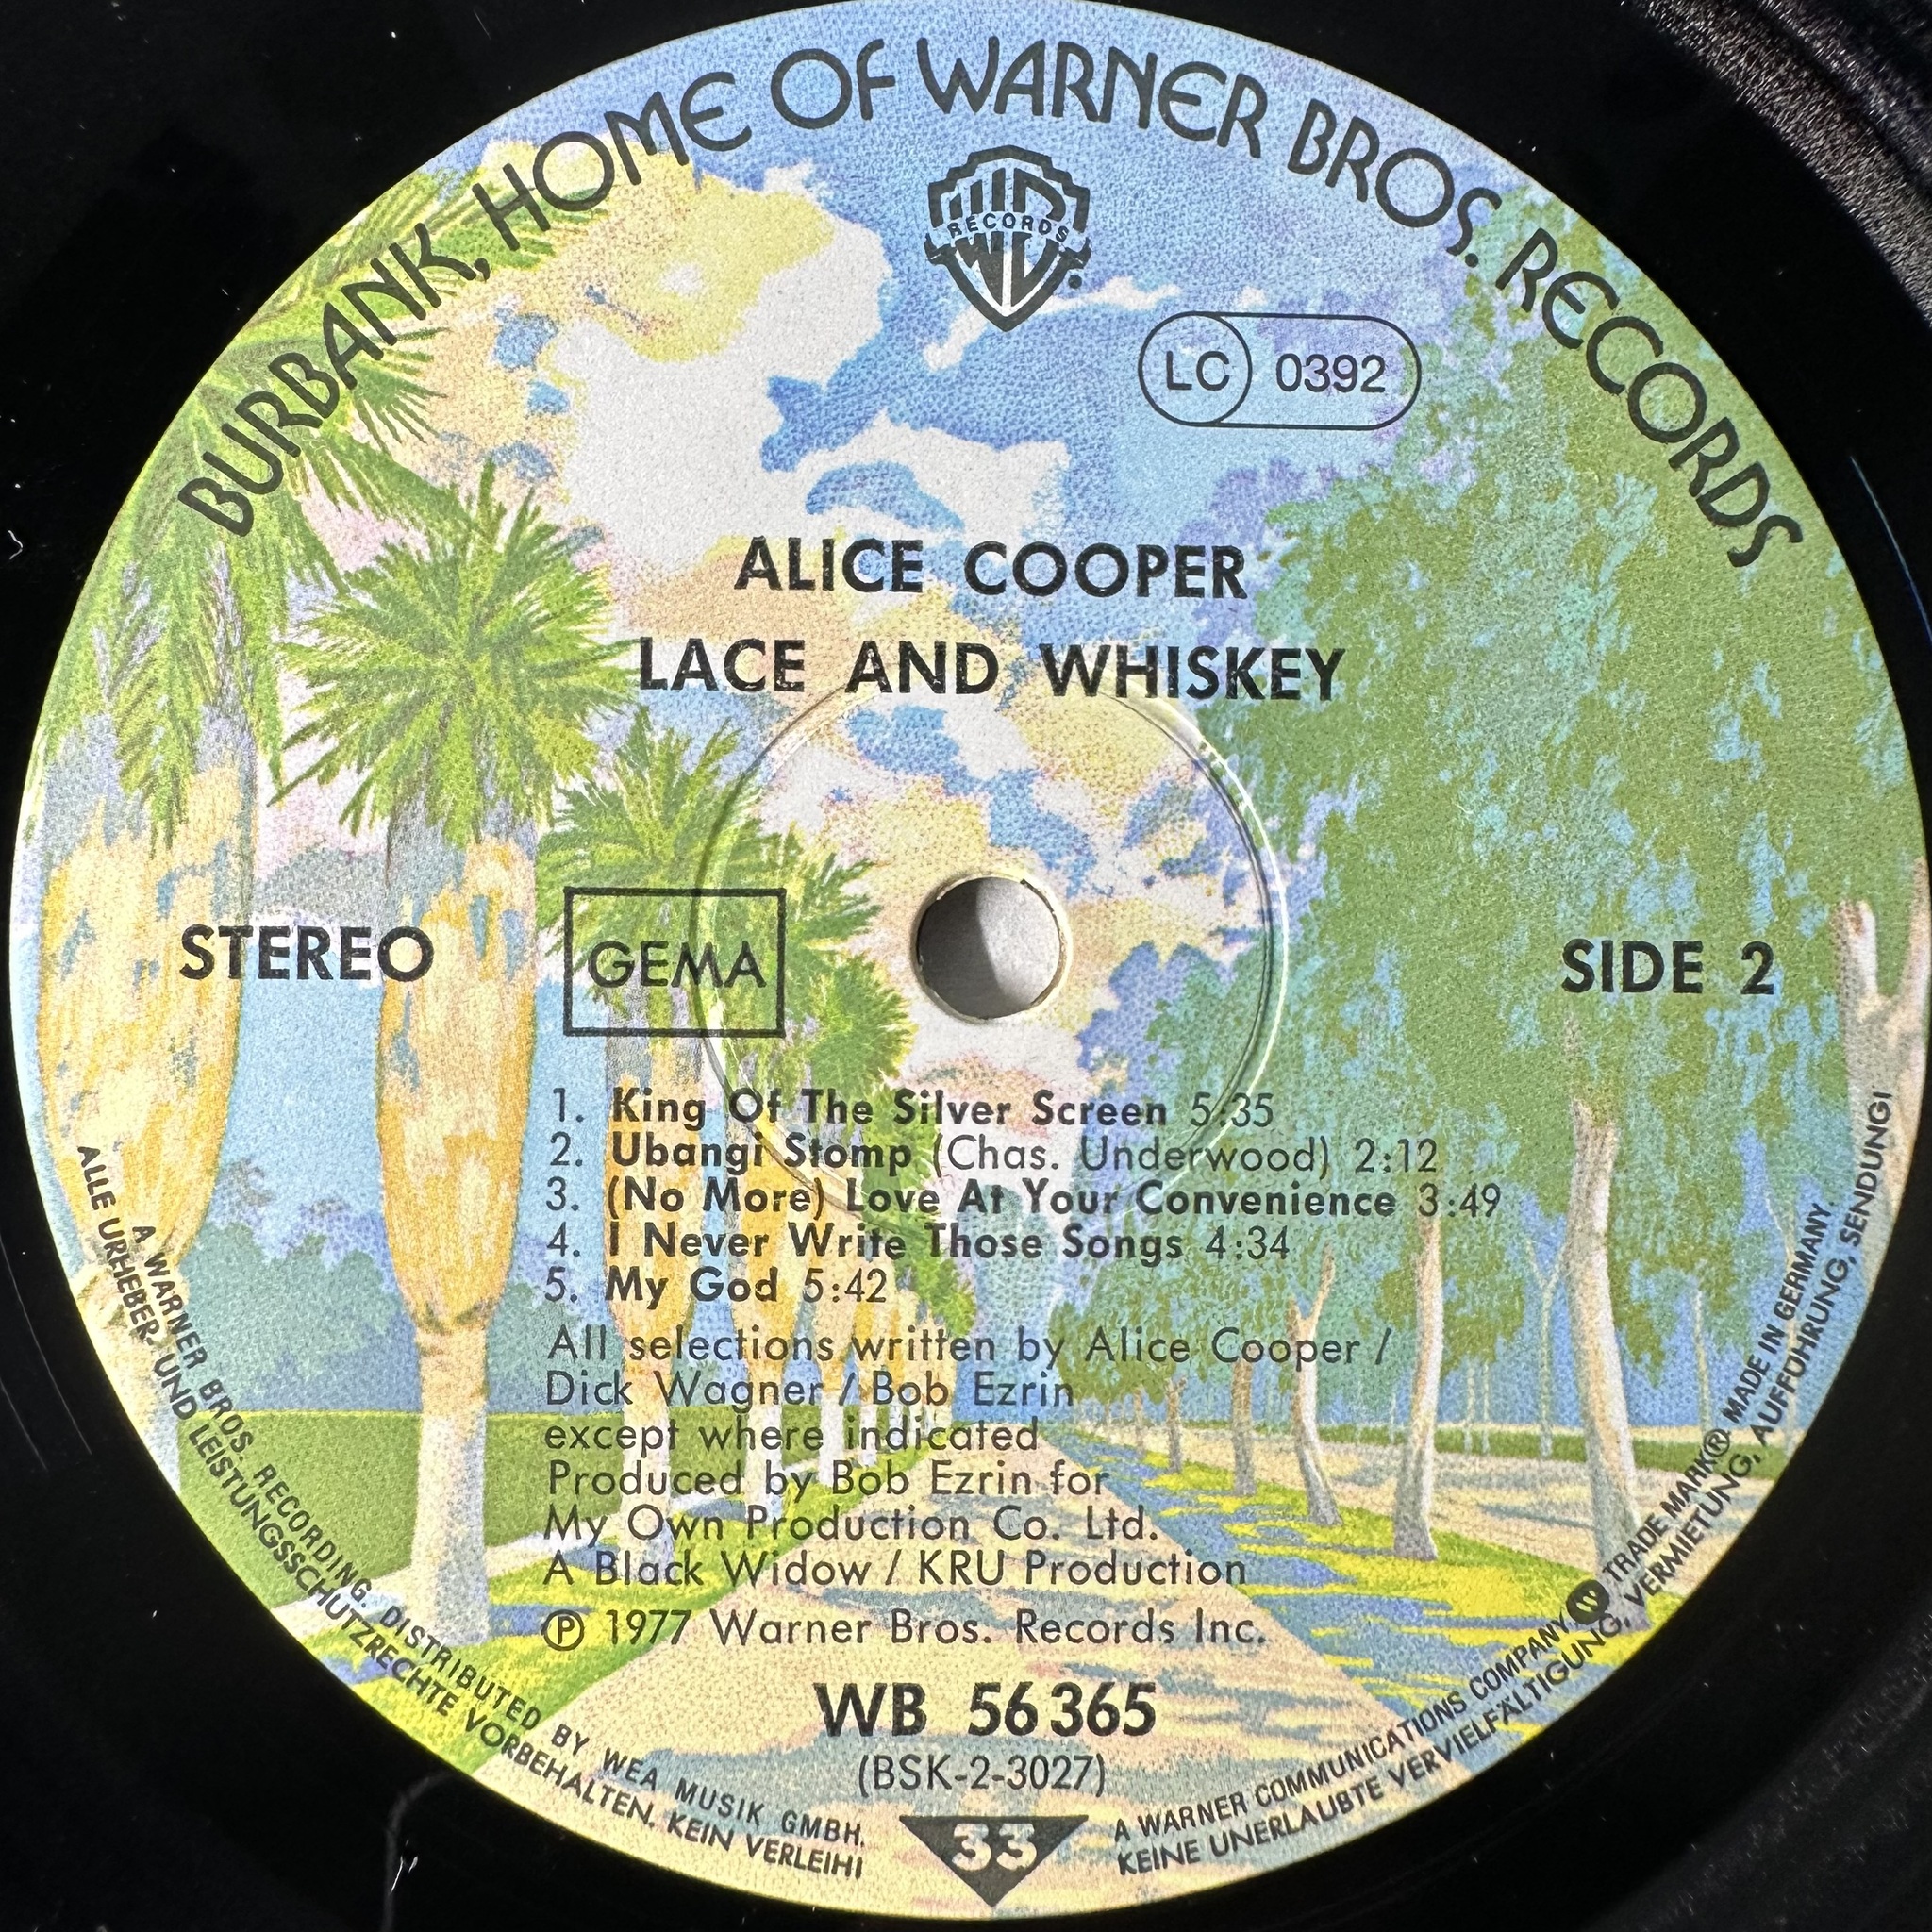 BURBANK, HOME OF WARNER BROS. RECORDS
WB
RECORDS
LC 0392
ALICE COOPER
LACE AND WHISKEY
STEREO
GEMA
SIDE 2
1. King Of The Silver Screen 5:35
2. Ubangi Stomp (Chas. Underwood) 2:12
3. (No More) Love At Your Convenience 3:49
4. I Never Write Those Songs 4:34
5. My God 5:42
All selections written by Alice Cooper /
Dick Wagner / Bob Ezrin
except where indicated
Produced by Bob Ezrin for
My Own Production Co. Ltd.
A Black Widow / KRU Production
Ⓟ 1977 Warner Bros. Records Inc.
WB 56 365
(BSK-2-3027)
33
A WARNER BROS. RECORDING. DISTRIBUTED BY WEA MUSIK GMBH.
ALLE URHEBER- UND LEISTUNGSSCHUTZRECHTE VORBEHALTEN. KEIN VERLEIH!
A WARNER COMMUNICATIONS COMPANY. W TRADE MARK® MADE IN GERMANY.
KEINE UNERLAUBTE VERVIELFÄLTIGUNG, VERMIETUNG, AUFFÜHRUNG, SENDUNG!